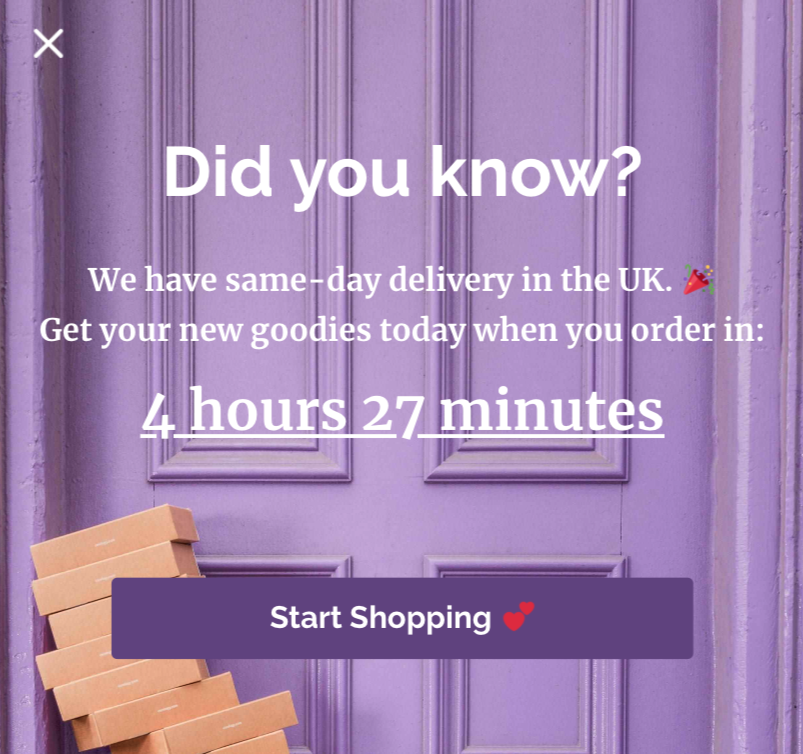 Did you know?
We have same-day delivery in the UK. 🎉
Get your new goodies today when you order in:
4 hours 27 minutes
Start Shopping 💕